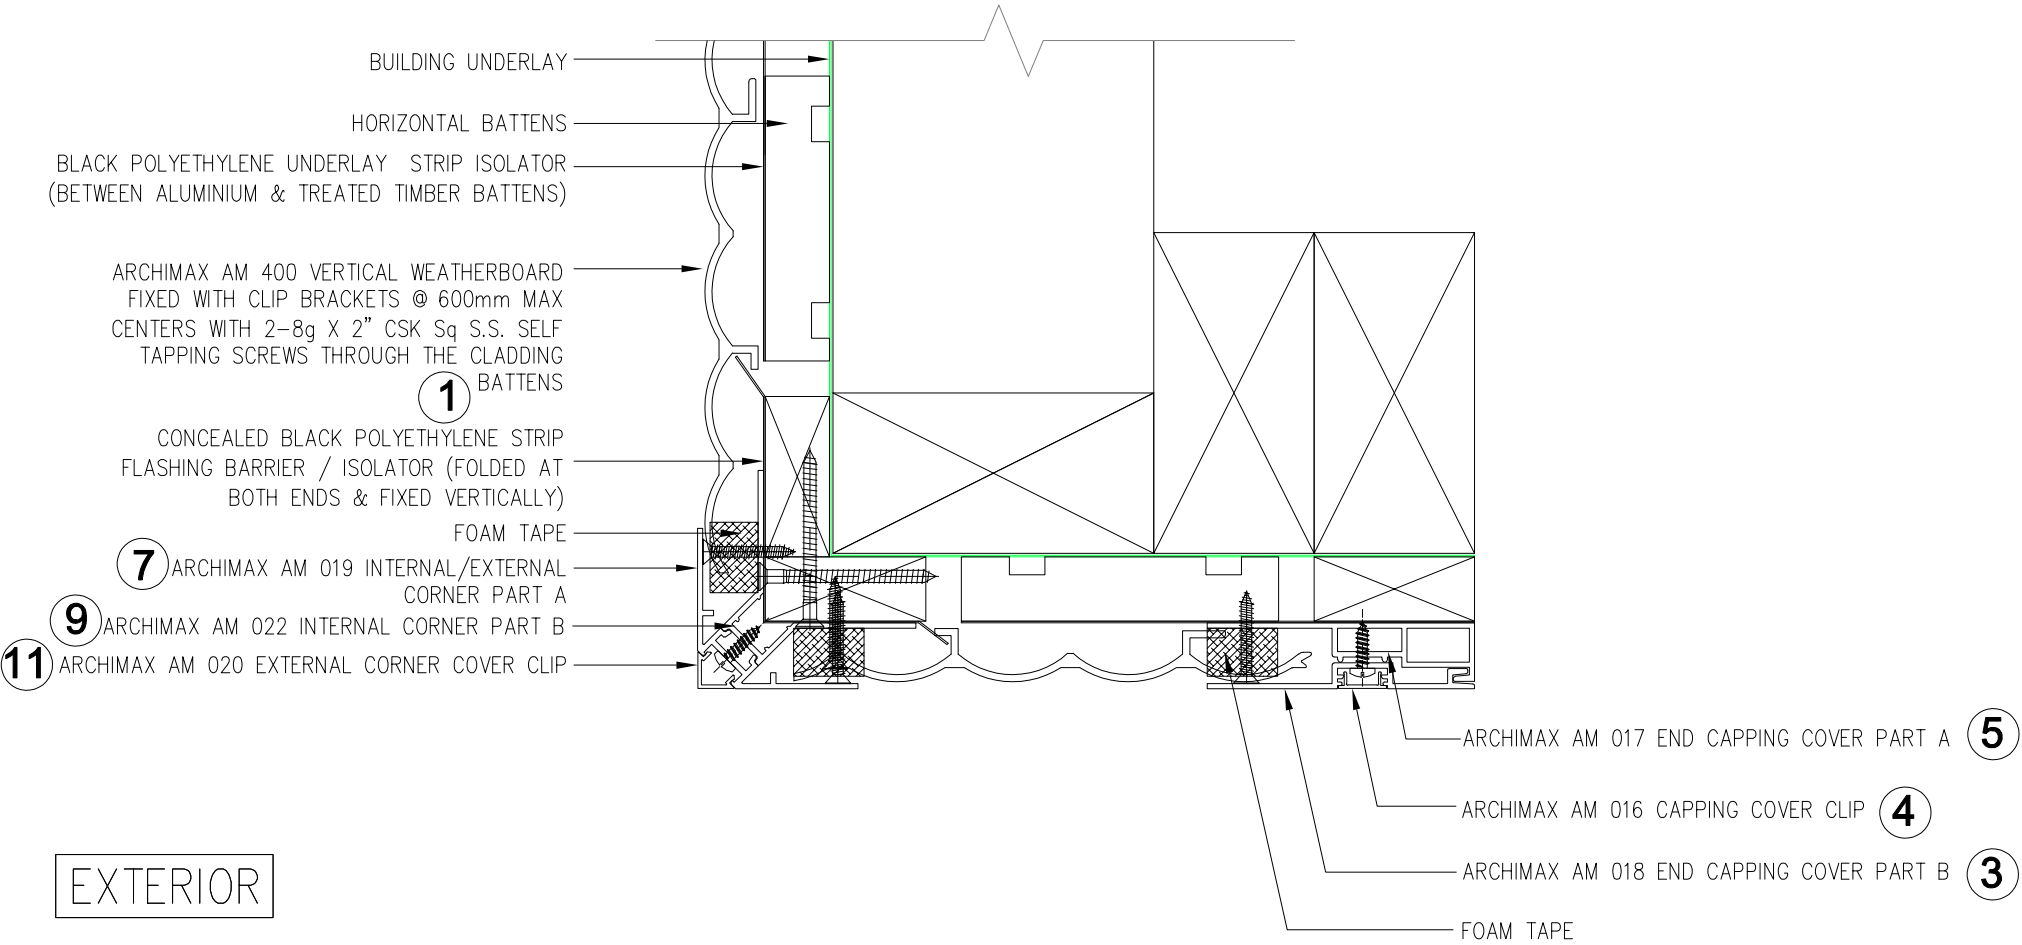 BUILDING UNDERLAY
HORIZONTAL BATTENS
BLACK POLYETHYLENE UNDERLAY STRIP ISOLATOR
(BETWEEN ALUMINIUM & TREATED TIMBER BATTENS)
ARCHIMAX AM 400 VERTICAL WEATHERBOARD
FIXED WITH CLIP BRACKETS @ 600mm MAX
CENTERS WITH 2-8g X 2” CSK Sq S.S. SELF
TAPPING SCREWS THROUGH THE CLADDING
BATTENS
1
CONCEALED BLACK POLYETHYLENE STRIP
FLASHING BARRIER / ISOLATOR (FOLDED AT
BOTH ENDS & FIXED VERTICALLY)
FOAM TAPE
7 ARCHIMAX AM 019 INTERNAL/EXTERNAL
CORNER PART A
9 ARCHIMAX AM 022 INTERNAL CORNER PART B
11 ARCHIMAX AM 020 EXTERNAL CORNER COVER CLIP
ARCHIMAX AM 017 END CAPPING COVER PART A 5
ARCHIMAX AM 016 CAPPING COVER CLIP 4
ARCHIMAX AM 018 END CAPPING COVER PART B 3
FOAM TAPE
EXTERIOR